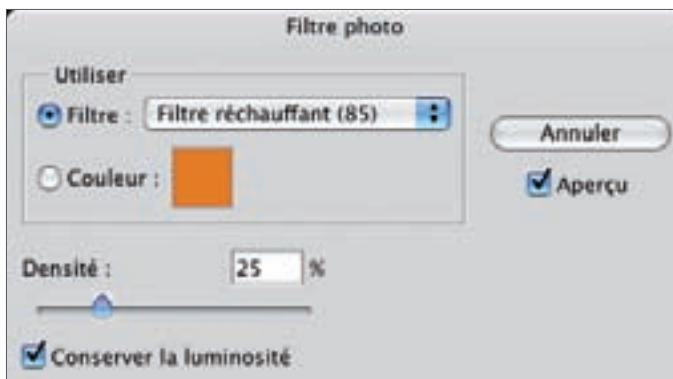 Filtre photo
Utiliser
Filtre : Filtre réchauffant (85)
Annuler
Couleur :
Aperçu
Densité : 25 %
Conserver la luminosité